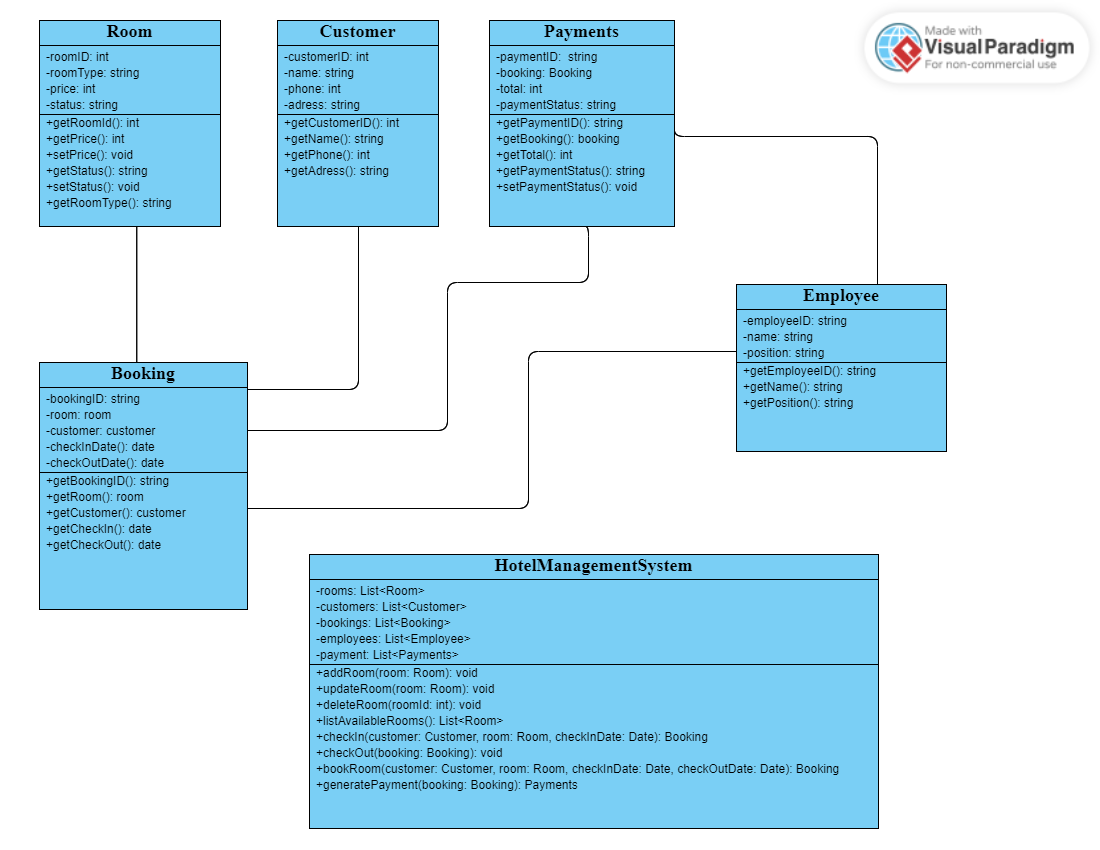 Room
-roomID: int
-roomType: string
-price: int
-status: string
+getRoomId(): int
+getPrice(): int
+setPrice(): void
+getStatus(): string
+setStatus(): void
+getRoomType(): string
Customer
-customerID: int
-name: string
-phone: int
-adress: string
+getCustomerID(): int
+getName(): string
+getPhone(): int
+getAdress(): string
Payments
-paymentID:  string
-booking: Booking
-total: int
-paymentStatus: string
+getPaymentID(): string
+getBooking(): booking
+getTotal(): int
+getPaymentStatus(): string
+setPaymentStatus(): void
Made with
Visual Paradigm
For non-commercial use
Employee
-employeeID: string
-name: string
-position: string
+getEmployeeID(): string
+getName(): string
+getPosition(): string
Booking
-bookingID: string
-room: room
-customer: customer
-checkInDate(): date
-checkOutDate(): date
+getBookingID(): string
+getRoom(): room
+getCustomer(): customer
+getCheckIn(): date
+getCheckOut(): date
HotelManagementSystem
-rooms: List<Room>
-customers: List<Customer>
-bookings: List<Booking>
-employees: List<Employee>
-payment: List<Payments>
+addRoom(room: Room): void
+updateRoom(room: Room): void
+deleteRoom(roomId: int): void
+listAvailableRooms(): List<Room>
+checkIn(customer: Customer, room: Room, checkInDate: Date): Booking
+checkOut(booking: Booking): void
+bookRoom(customer: Customer, room: Room, checkInDate: Date, checkOutDate: Date): Booking
+generatePayment(booking: Booking): Payments